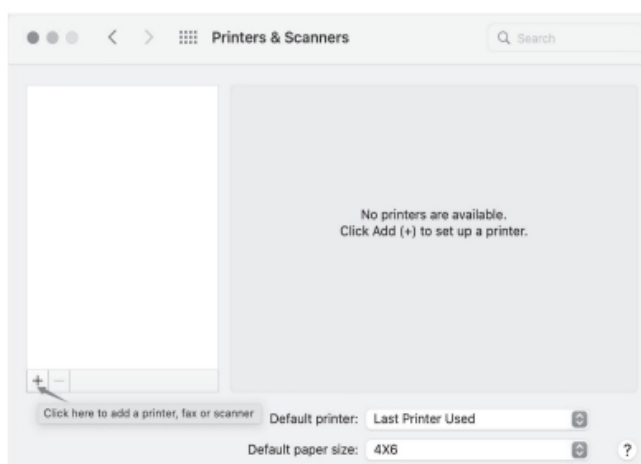 Printers & Scanners
Search
No printers are available.
Click Add (+) to set up a printer.
+ −
Click here to add a printer, fax or scanner
Default printer: Last Printer Used
Default paper size: 4X6
?